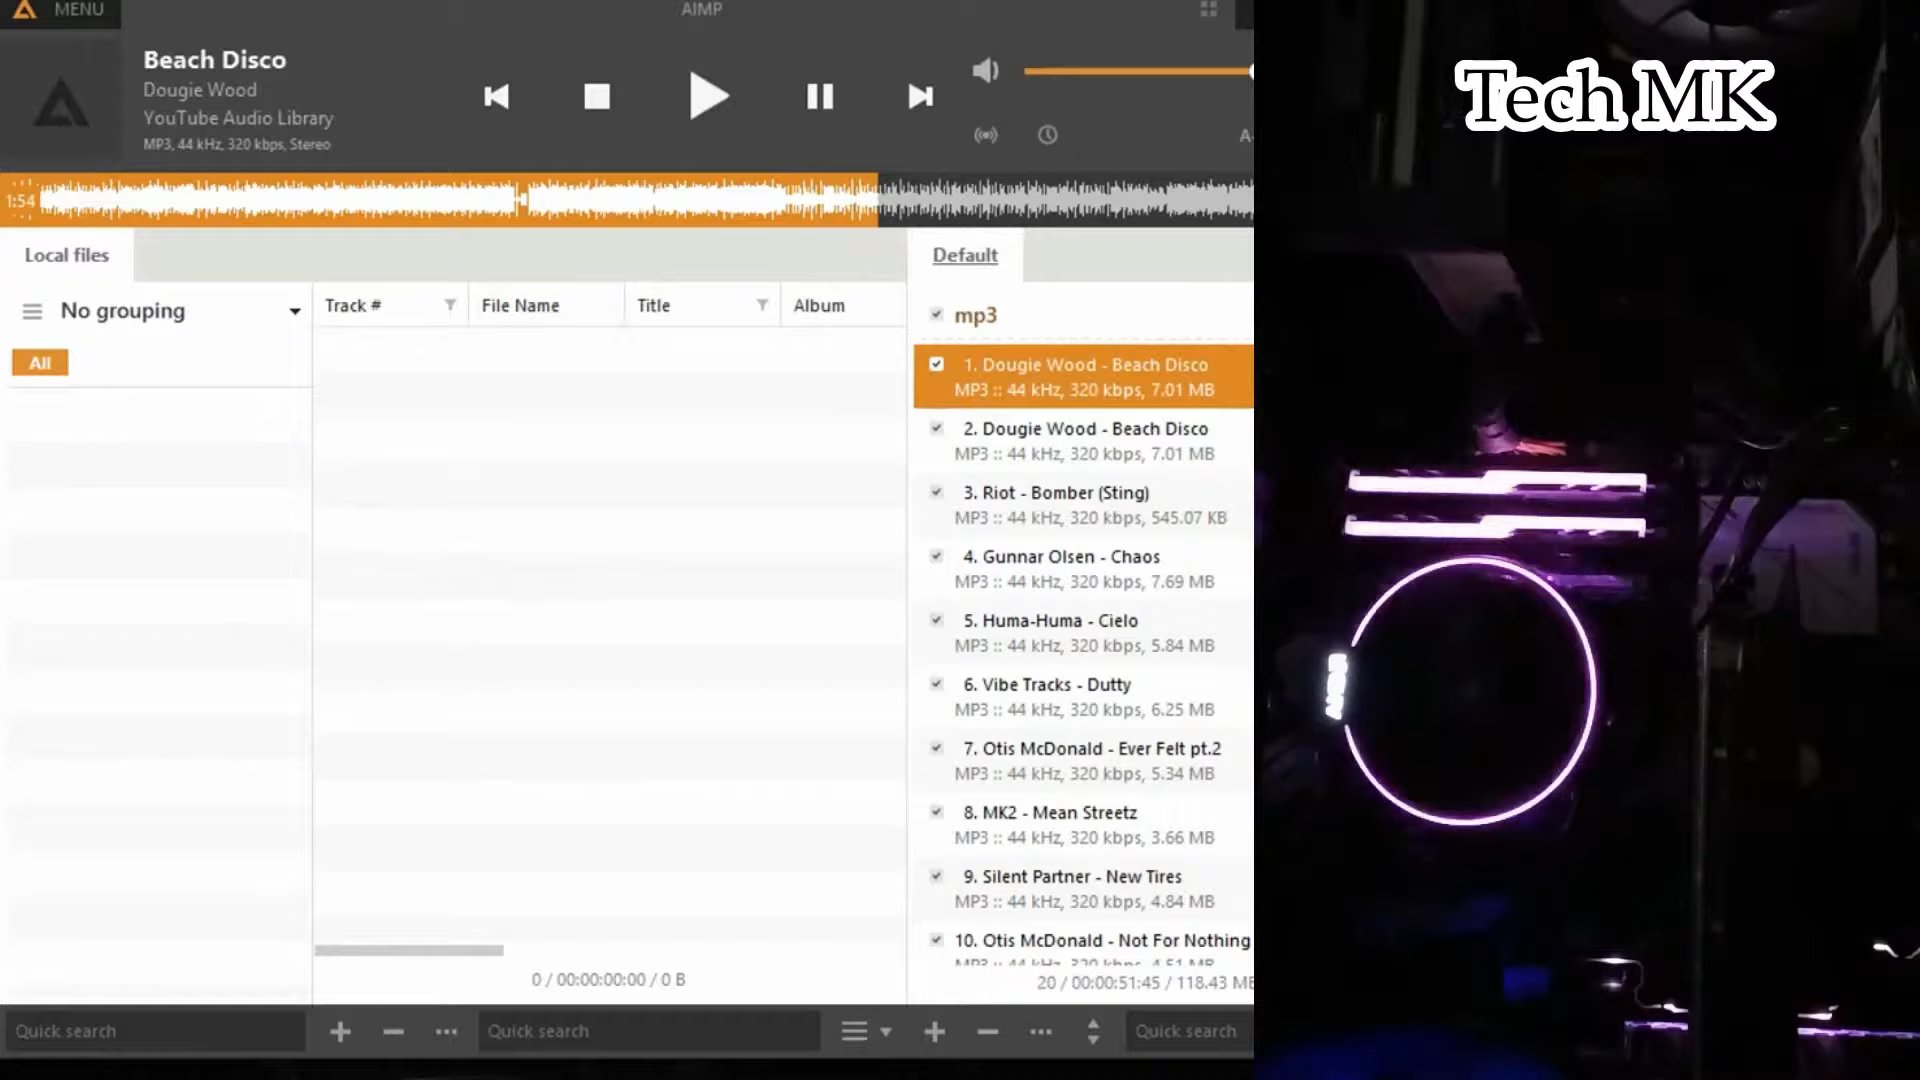 MENU
AIMP
Beach Disco
Dougie Wood
YouTube Audio Library
MP3, 44 kHz, 320 kbps, Stereo
1:54
Local files
No grouping
All
Track #
File Name
Title
Album
0 / 00:00:00:00 / 0 B
Default
mp3
1. Dougie Wood - Beach Disco
MP3 :: 44 kHz, 320 kbps, 7.01 MB
2. Dougie Wood - Beach Disco
MP3 :: 44 kHz, 320 kbps, 7.01 MB
3. Riot - Bomber (Sting)
MP3 :: 44 kHz, 320 kbps, 545.07 KB
4. Gunnar Olsen - Chaos
MP3 :: 44 kHz, 320 kbps, 7.69 MB
5. Huma-Huma - Cielo
MP3 :: 44 kHz, 320 kbps, 5.84 MB
6. Vibe Tracks - Dutty
MP3 :: 44 kHz, 320 kbps, 6.25 MB
7. Otis McDonald - Ever Felt pt.2
MP3 :: 44 kHz, 320 kbps, 5.34 MB
8. MK2 - Mean Streetz
MP3 :: 44 kHz, 320 kbps, 3.66 MB
9. Silent Partner - New Tires
MP3 :: 44 kHz, 320 kbps, 4.84 MB
10. Otis McDonald - Not For Nothing
MP3 :: 44 kHz, 320 kbps, 4.51 MB
20 / 00:00:51:45 / 118.43 MB
Quick search
Quick search
Quick search
Tech MK